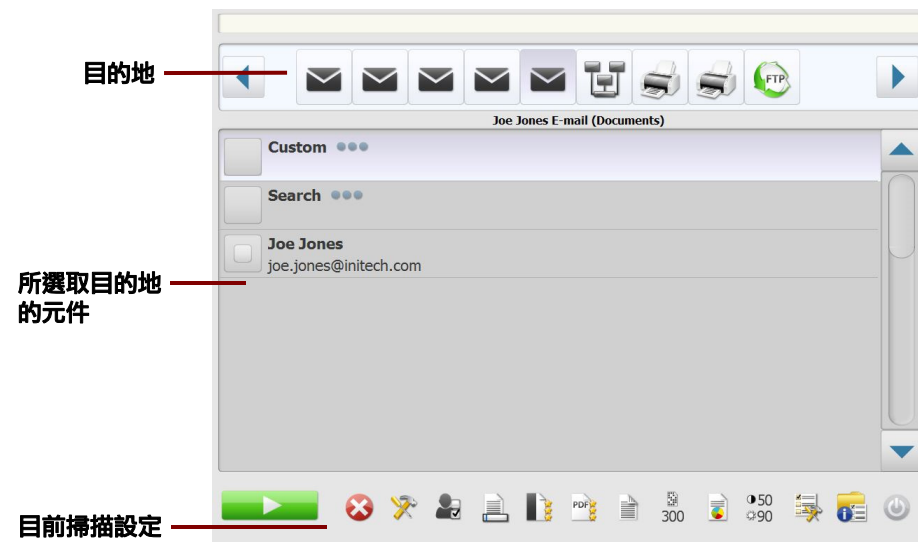 目的地
FTP
Joe Jones E-mail (Documents)
Custom
Search
Joe Jones
joe.jones@initech.com
所選取目的地
的元件
目前掃描設定
PDF
300
50
90